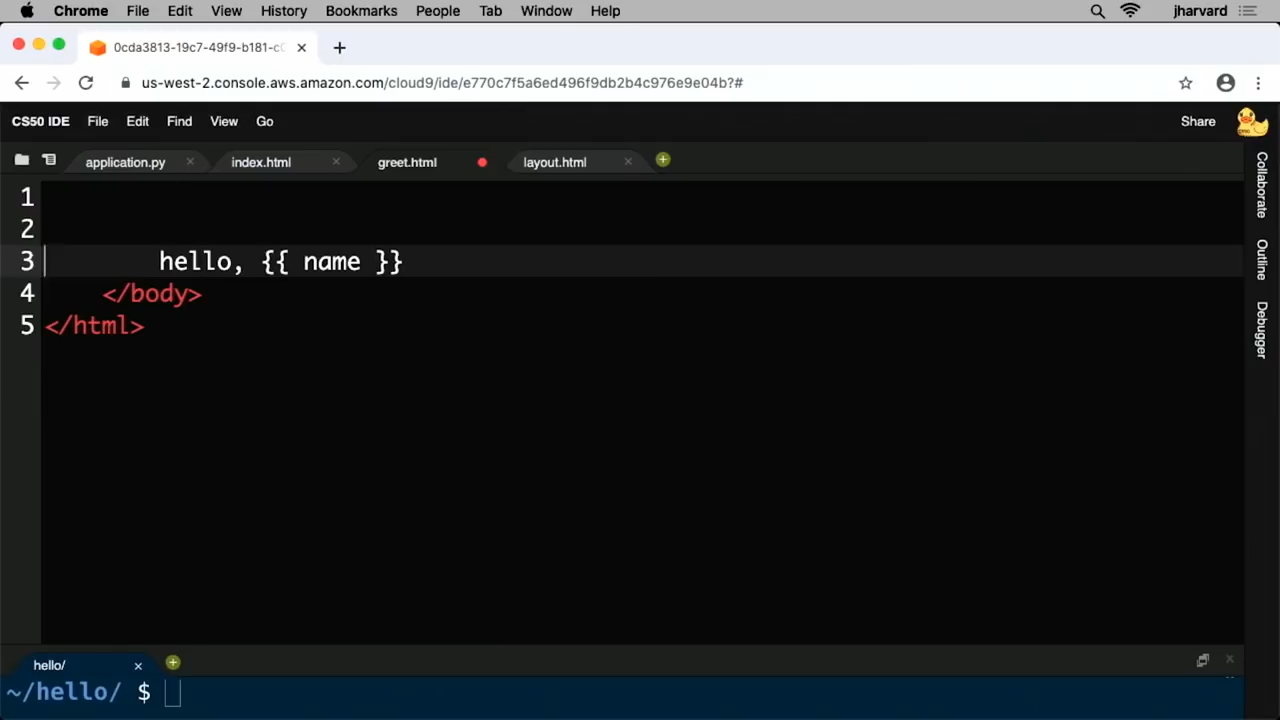 Chrome File Edit View History Bookmarks People Tab Window Help jharvard
0cda3813-19c7-49f9-b181-c
us-west-2.console.aws.amazon.com/cloud9/ide/e770c7f5a6ed496f9db2b4c976e9e04b?#
CS50 IDE File Edit Find View Go Share
application.py index.html greet.html layout.html
1
2
3 hello, {{ name }}
4 </body>
5 </html>
Collaborate
Outline
Debugger
hello/
~/hello/ $